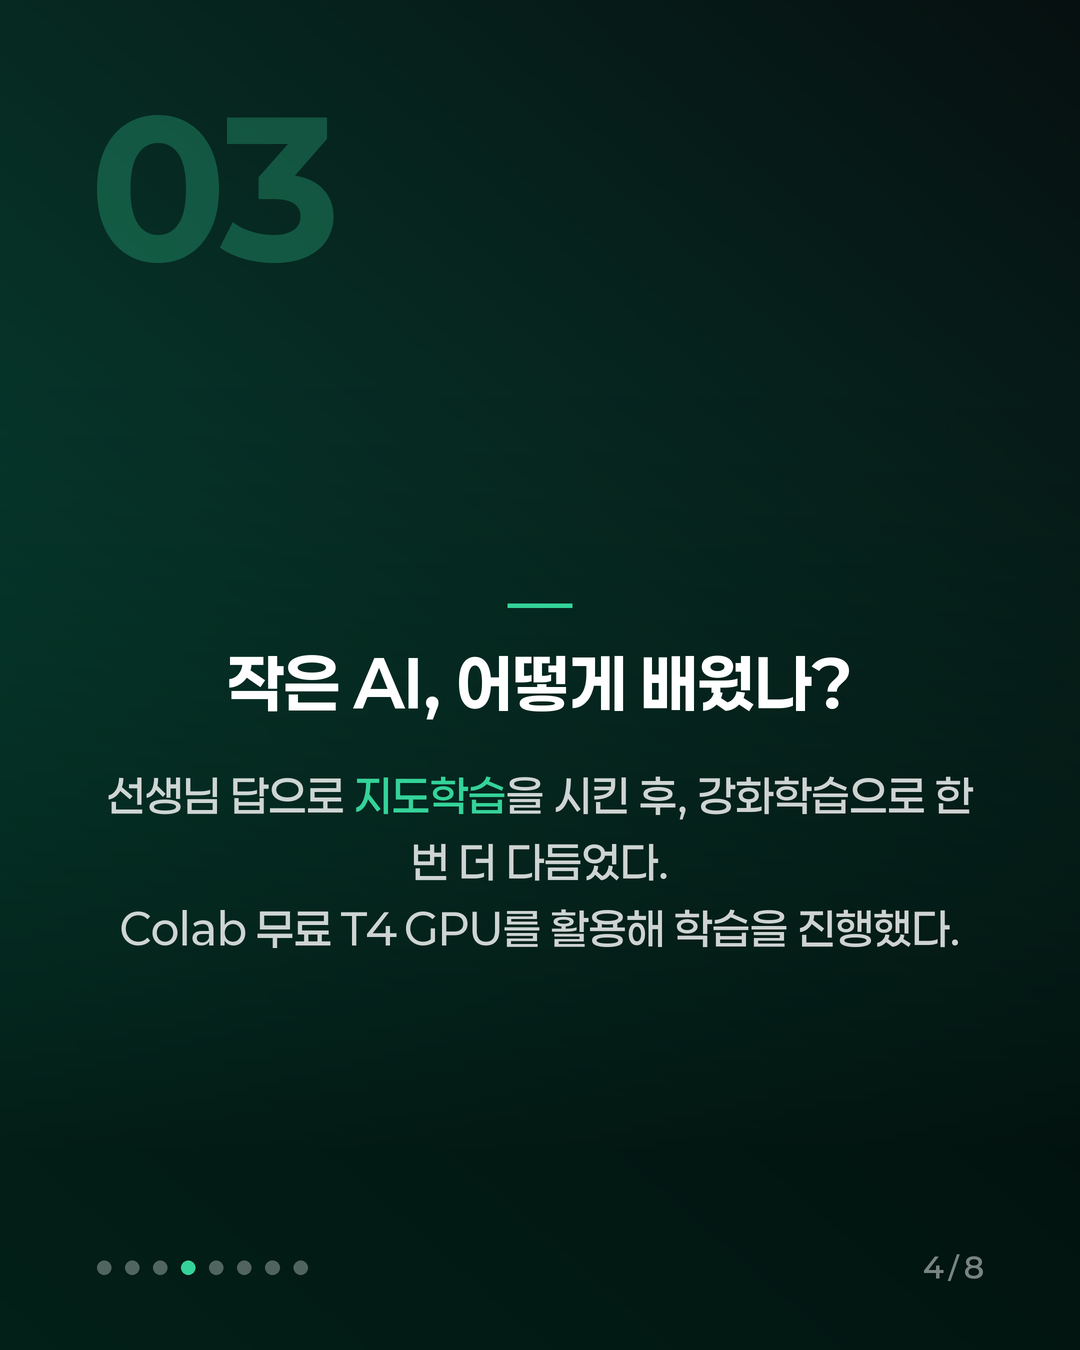 03
작은 AI, 어떻게 배웠나?
선생님 답으로 지도학습을 시킨 후, 강화학습으로 한
번 더 다듬었다.
Colab 무료 T4 GPU를 활용해 학습을 진행했다.
4/8